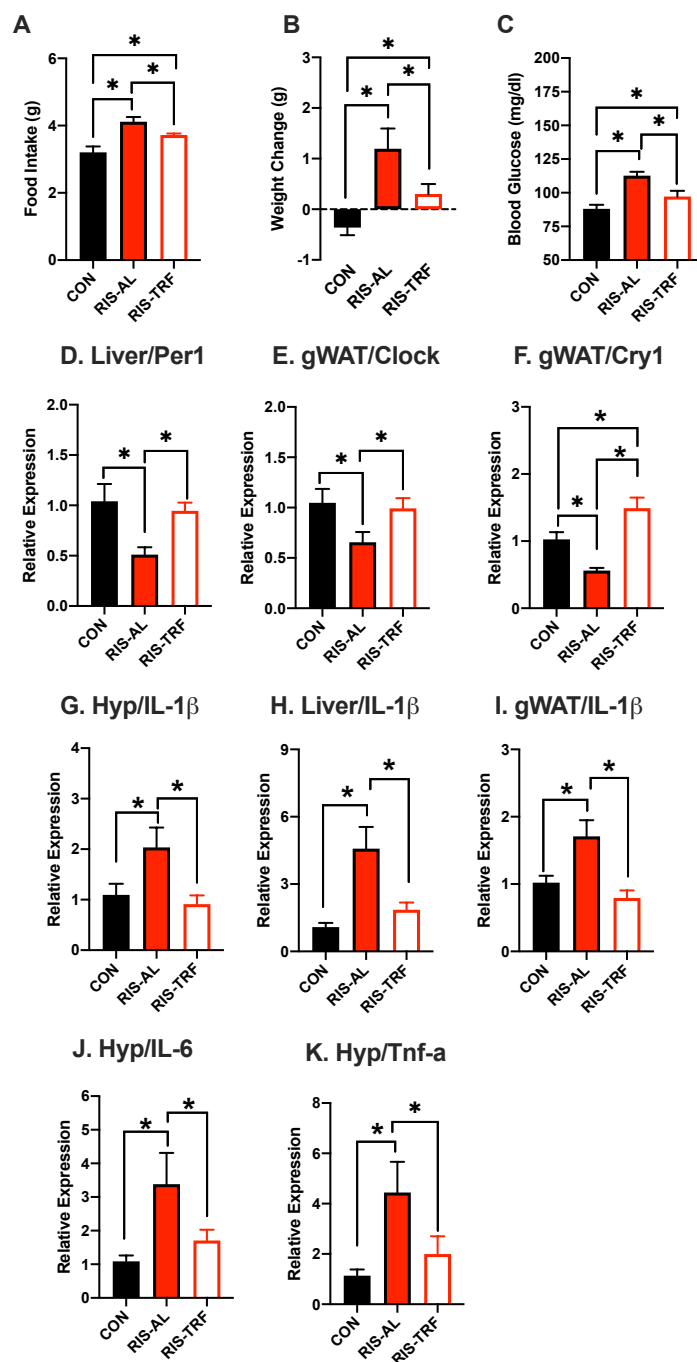 A
B
C
Food Intake (g)
6
4
2
0
*
*
*
CON
RIS-AL
RIS-TRF
Weight Change (g)
3
2
1
0
-1
*
*
*
CON
RIS-AL
RIS-TRF
Blood Glucose (mg/dl)
200
175
150
125
100
75
50
*
*
*
CON
RIS-AL
RIS-TRF
D. Liver/Per1
E. gWAT/Clock
F. gWAT/Cry1
Relative Expression
2.0
1.5
1.0
0.5
0.0
*
*
CON
RIS-AL
RIS-TRF
Relative Expression
2.0
1.5
1.0
0.5
0.0
*
*
CON
RIS-AL
RIS-TRF
Relative Expression
3
2
1
0
*
*
*
CON
RIS-AL
RIS-TRF
G. Hyp/IL-1β
H. Liver/IL-1β
I. gWAT/IL-1β
Relative Expression
4
3
2
1
0
*
*
CON
RIS-AL
RIS-TRF
Relative Expression
9
6
3
0
*
*
CON
RIS-AL
RIS-TRF
Relative Expression
3
2
1
0
*
*
CON
RIS-AL
RIS-TRF
J. Hyp/IL-6
K. Hyp/Tnf-a
Relative Expression
6
5
4
3
2
1
0
*
*
CON
RIS-AL
RIS-TRF
Relative Expression
8
6
4
2
0
*
*
CON
RIS-AL
RIS-TRF